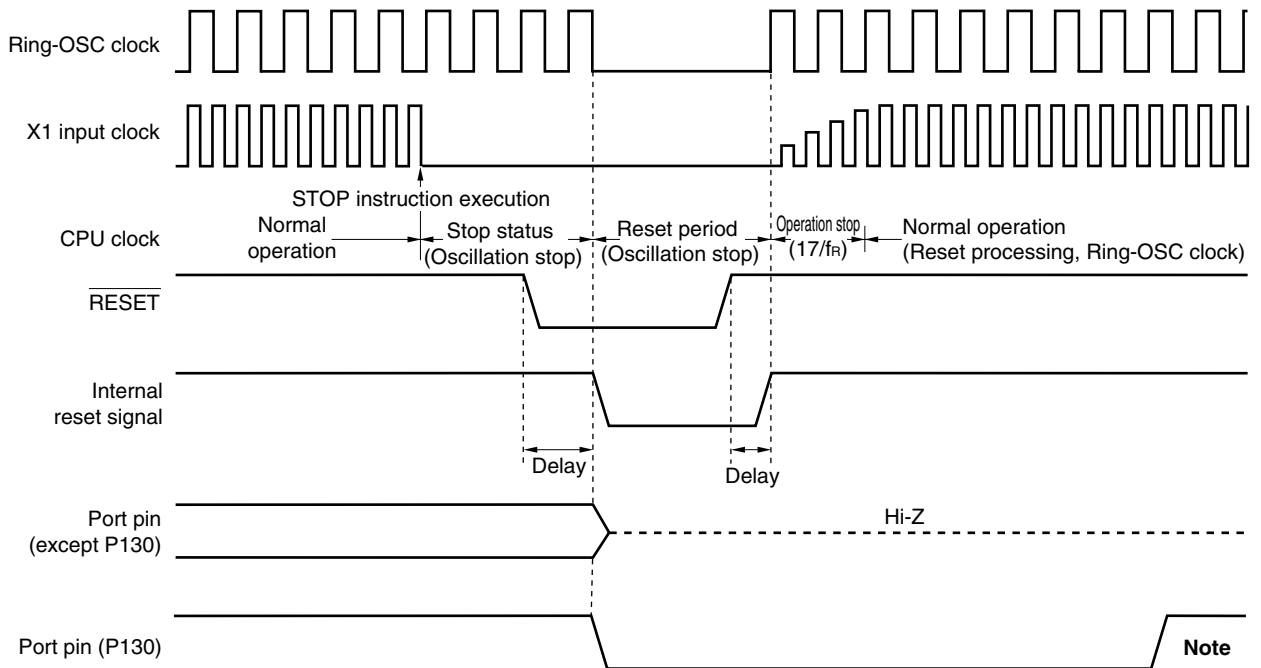 Ring-OSC clock
X1 input clock
STOP instruction execution
CPU clock
Normal
operation
Stop status
(Oscillation stop)
Reset period
(Oscillation stop)
Operation stop
(17/fR)
Normal operation
(Reset processing, Ring-OSC clock)
RESET
Internal
reset signal
Delay
Delay
Port pin
(except P130)
Hi-Z
Port pin (P130)
Note